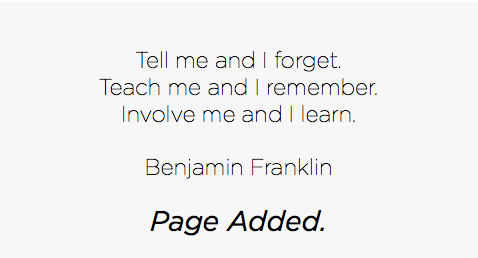 Tell me and I forget.
Teach me and I remember.
Involve me and I learn.
Benjamin Franklin
Page Added.